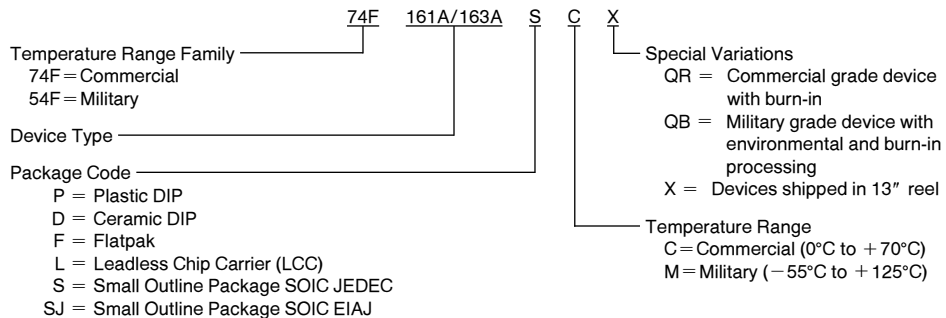 74F 161A/163A S C X
Temperature Range Family
74F = Commercial
54F = Military
Device Type
Package Code
P = Plastic DIP
D = Ceramic DIP
F = Flatpak
L = Leadless Chip Carrier (LCC)
S = Small Outline Package SOIC JEDEC
SJ = Small Outline Package SOIC EIAJ
Special Variations
QR = Commercial grade device
with burn-in
QB = Military grade device with
environmental and burn-in
processing
X = Devices shipped in 13″ reel
Temperature Range
C = Commercial (0°C to +70°C)
M = Military (−55°C to +125°C)